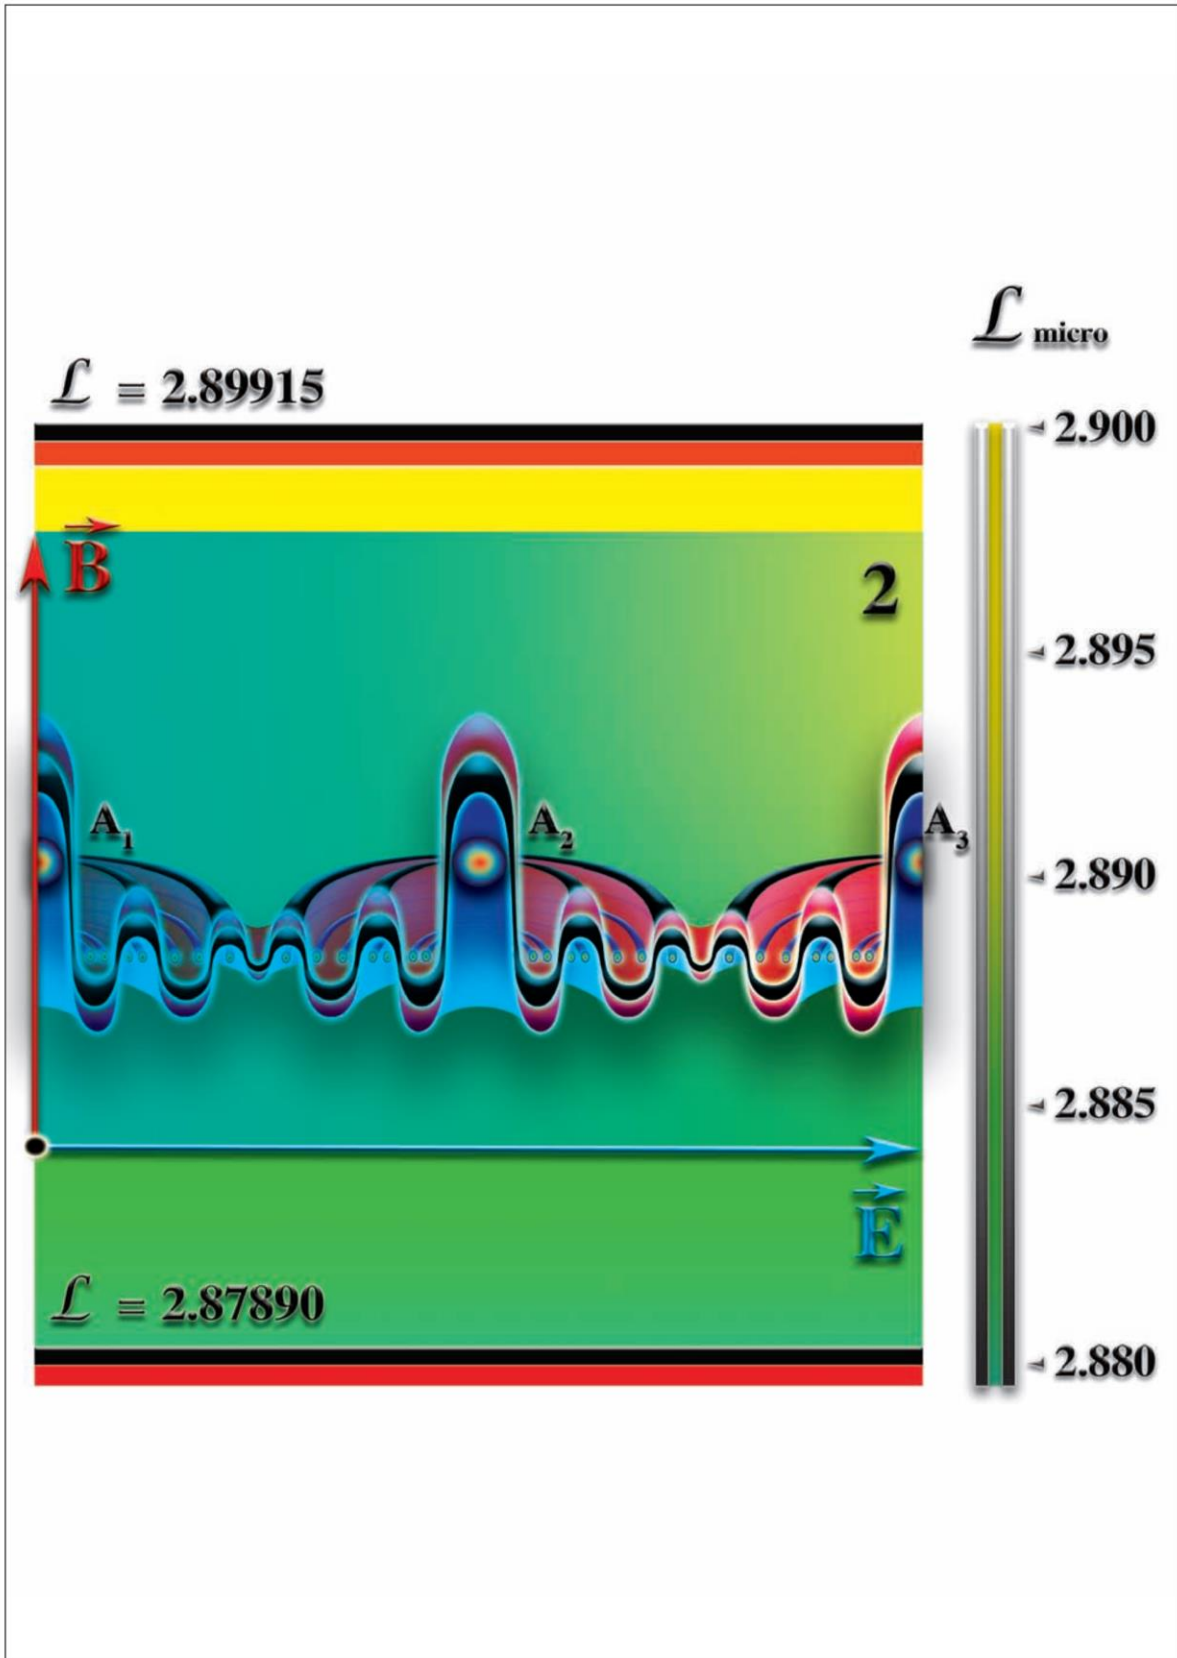 ℒ micro
ℒ = 2.89915
2.900
B
2
2.895
A1
A2
A3
2.890
2.885
E
ℒ = 2.87890
2.880